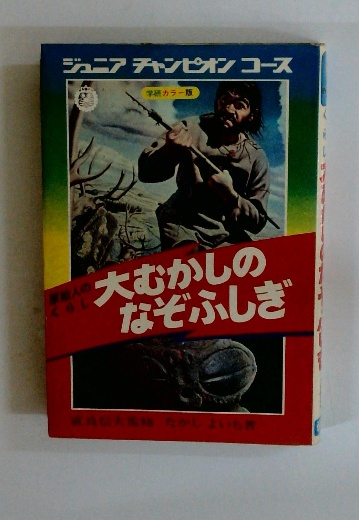 ジュニア チャンピオン コース
学研カラー版
原始人の
くらし
大むかしの
なぞふしぎ
たかし よいち著